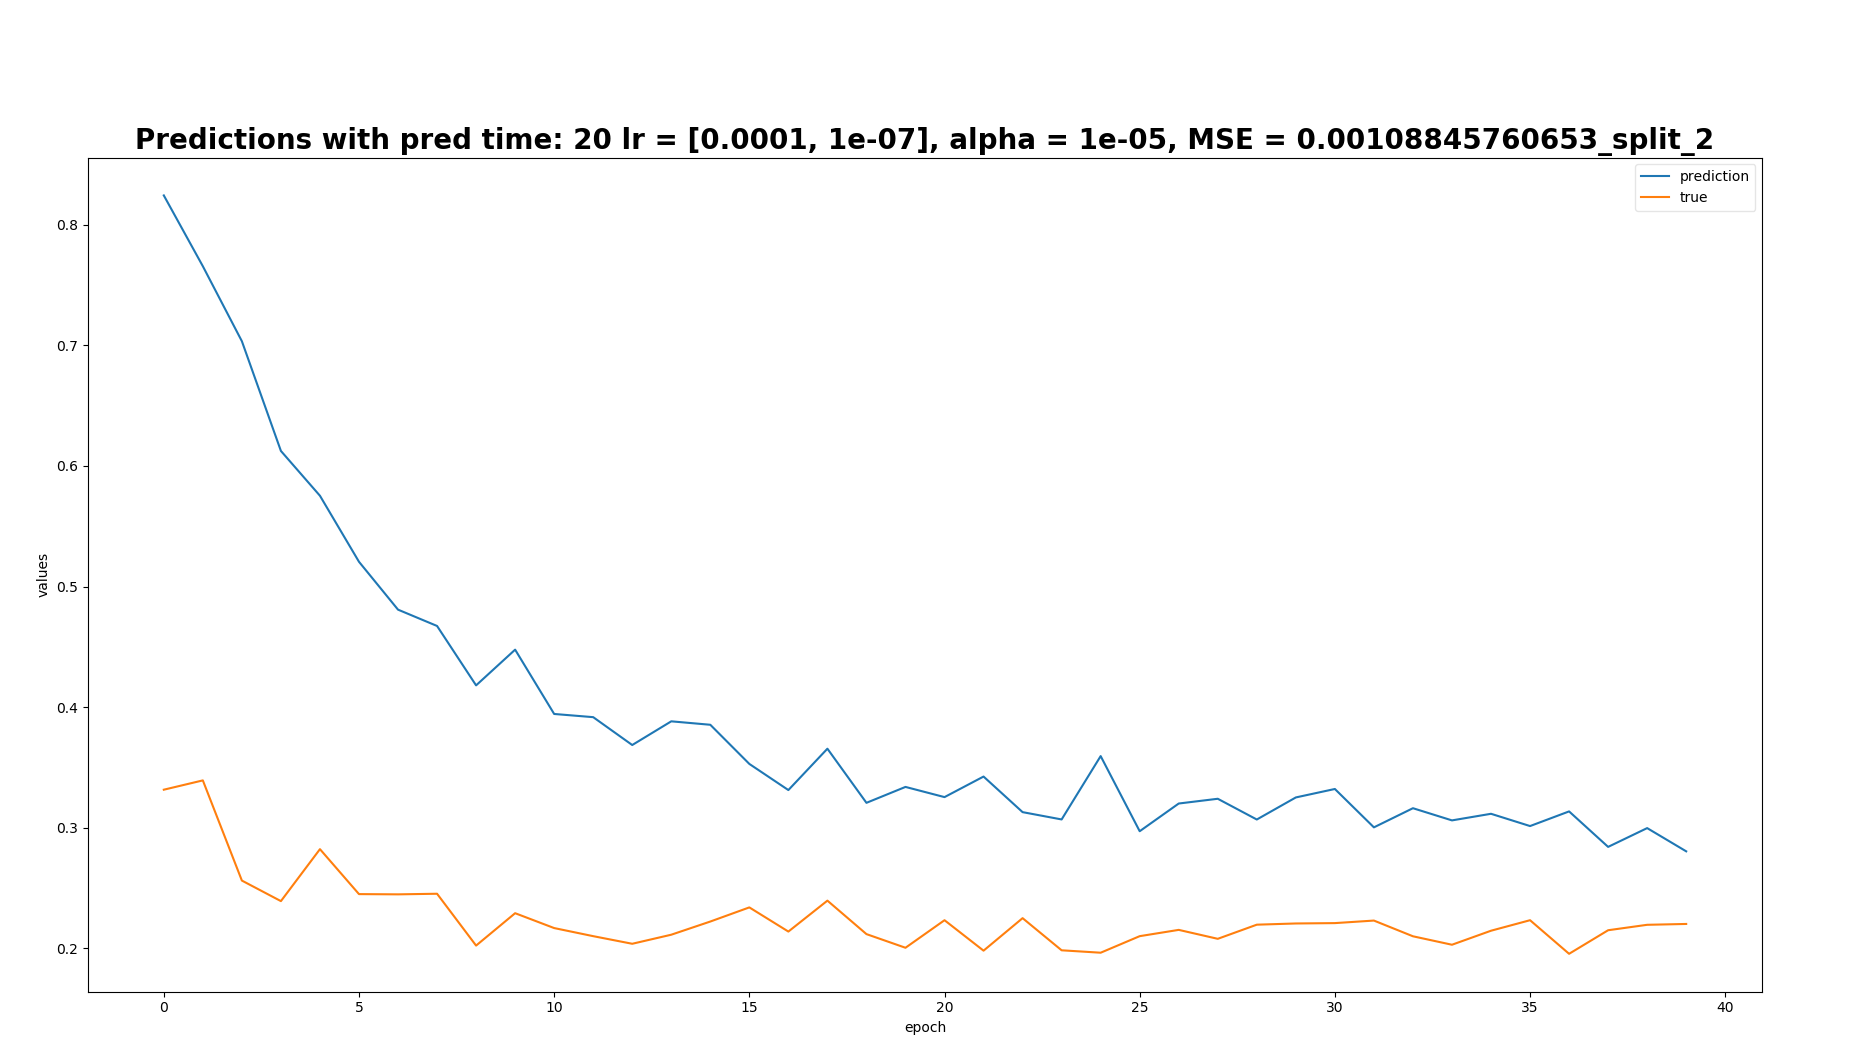 Predictions with pred time: 20 lr = [0.0001, 1e-07], alpha = 1e-05, MSE = 0.00108845760653_split_2
prediction
true
0.8
0.7
0.6
0.5
0.4
0.3
0.2
values
0 5 10 15 20 25 30 35 40
epoch